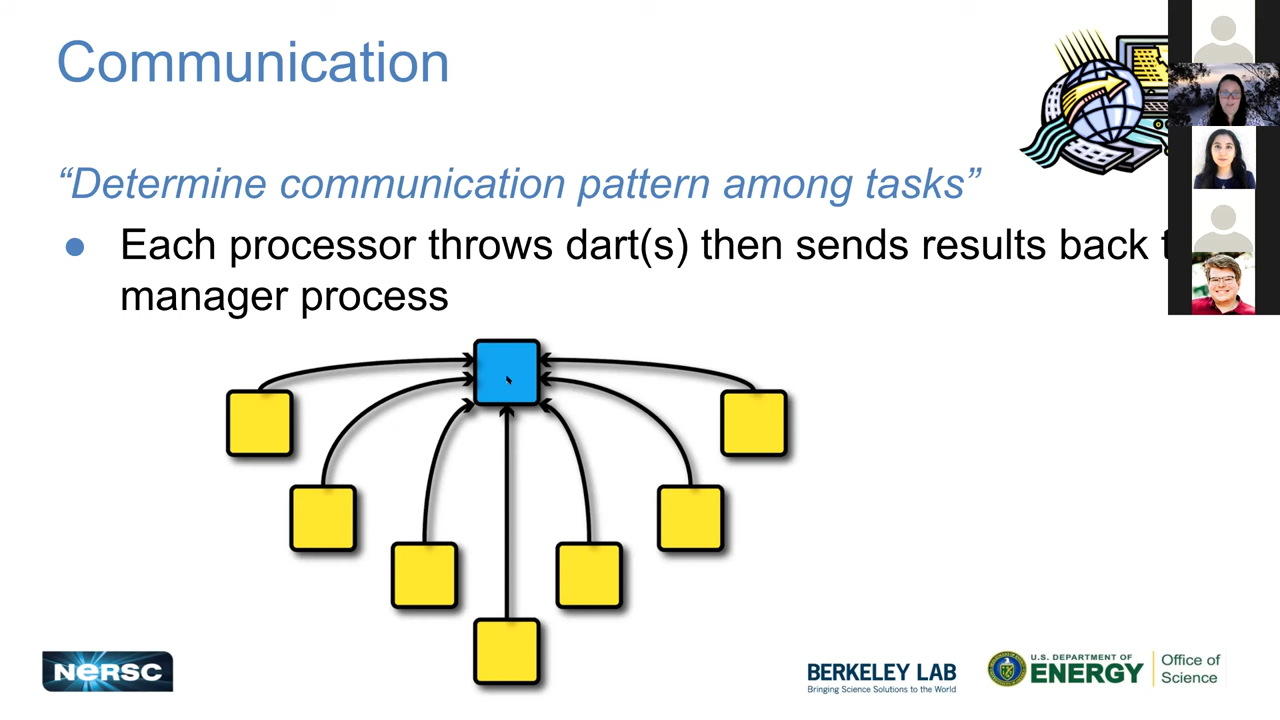 Communication
“Determine communication pattern among tasks”
● Each processor throws dart(s) then sends results back
manager process
NERSC
BERKELEY LAB
Bringing Science Solutions to the World
U.S. DEPARTMENT OF
ENERGY
Office of
Science